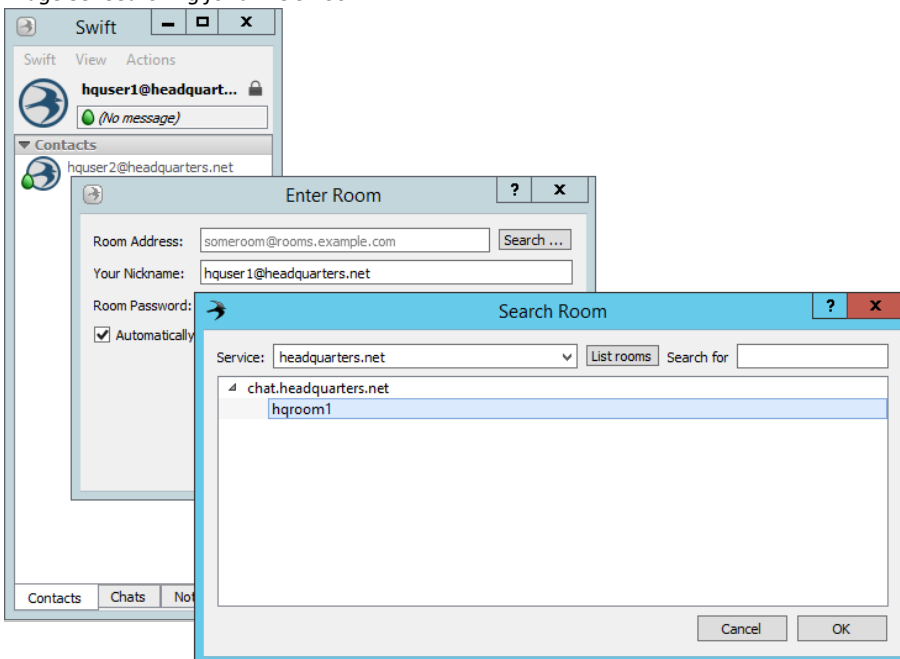 Swift
Swift View Actions
hquser1@headquart...
(No message)
Contacts
hquser2@headquarters.net
Enter Room
?
X
Room Address: someroom@rooms.example.com Search ...
Your Nickname: hquser1@headquarters.net
Room Password:
Automatically
Search Room
?
X
Service: headquarters.net List rooms Search for
chat.headquarters.net
hqroom1
Cancel OK
Contacts Chats